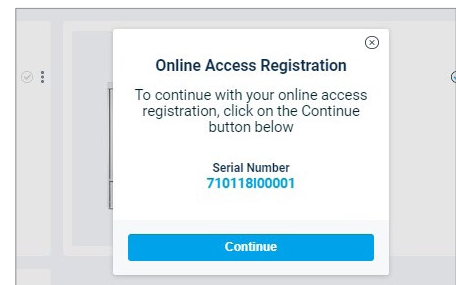 Online Access Registration
To continue with your online access
registration, click on the Continue
button below
Serial Number
710118I00001
Continue